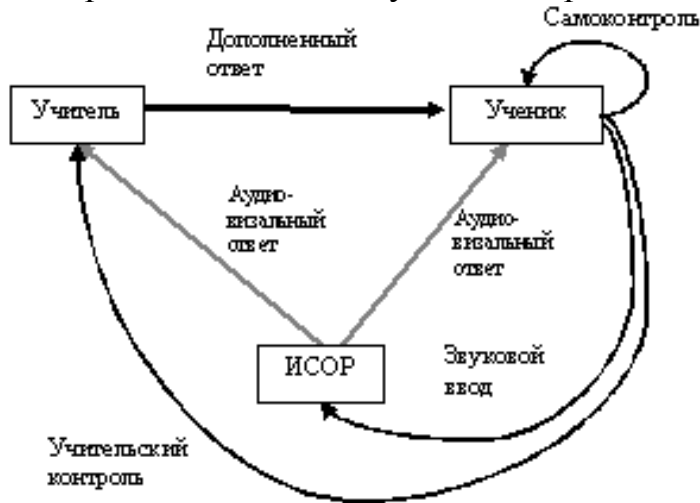 Самоконтроль
Дополненный
ответ
Учитель
Ученик
Аудио-
визальный
ответ
Аудио-
визальный
ответ
ИСОР
Звуковой
ввод
Учительский
контроль